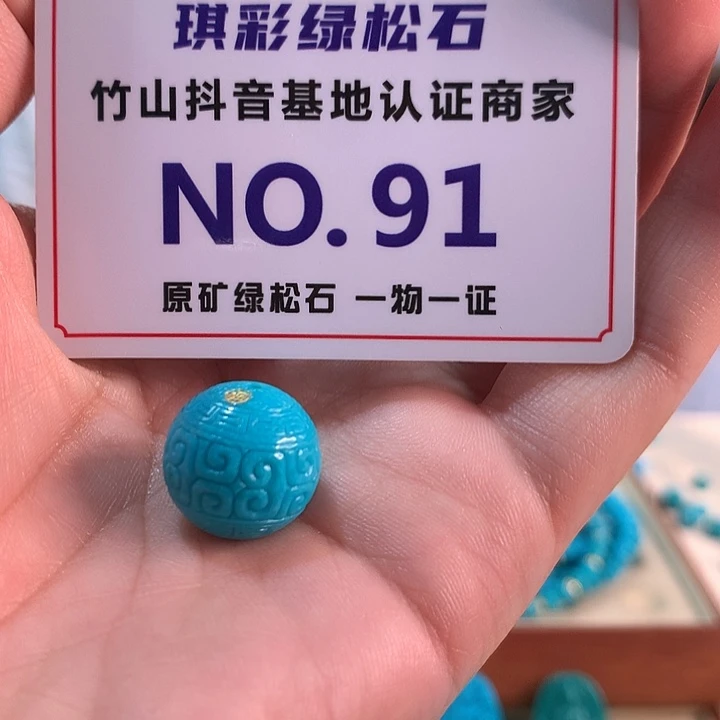 琪彩绿松石
竹山抖音基地认证商家
NO.91
原矿绿松石 一物一证